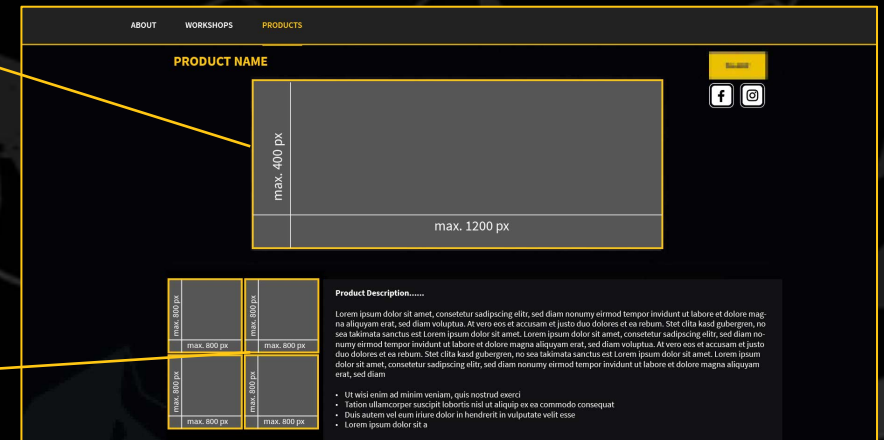 ABOUT WORKSHOPS PRODUCTS
PRODUCT NAME
max. 400 px
max. 1200 px
max. 800 px
max. 800 px
max. 800 px
max. 800 px
max. 800 px
max. 800 px
max. 800 px
max. 800 px
Product Description......
Lorem ipsum dolor sit amet, consetetur sadipscing elitr, sed diam nonumy eirmod tempor invidunt ut labore et dolore mag-
na aliquyam erat, sed diam voluptua. At vero eos et accusam et justo duo dolores et ea rebum. Stet clita kasd gubergren, no
sea takimata sanctus est Lorem ipsum dolor sit amet. Lorem ipsum dolor sit amet, consetetur sadipscing elitr, sed diam no-
numy eirmod tempor invidunt ut labore et dolore magna aliquyam erat, sed diam voluptua. At vero eos et accusam et justo
duo dolores et ea rebum. Stet clita kasd gubergren, no sea takimata sanctus est Lorem ipsum dolor sit amet. Lorem ipsum
dolor sit amet, consetetur sadipscing elitr, sed diam nonumy eirmod tempor invidunt ut labore et dolore magna aliquyam
erat, sed diam
• Ut wisi enim ad minim veniam, quis nostrud exerci
• Tation ullamcorper suscipit lobortis nisl ut aliquip ex ea commodo consequat
• Duis autem vel eum iriure dolor in hendrerit in vulputate velit esse
• Lorem ipsum dolor sit a